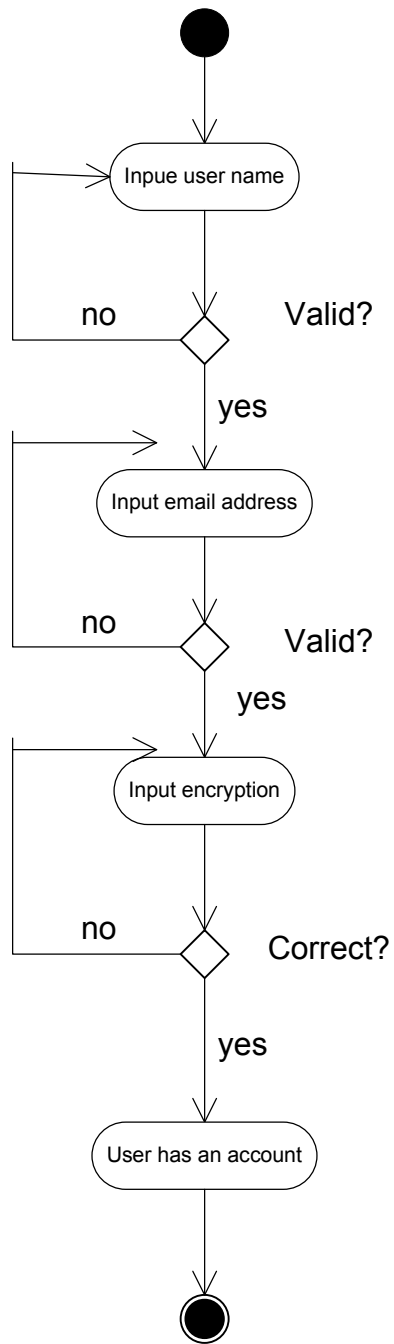 Inpue user name
no
Valid?
yes
Input email address
no
Valid?
yes
Input encryption
no
Correct?
yes
User has an account